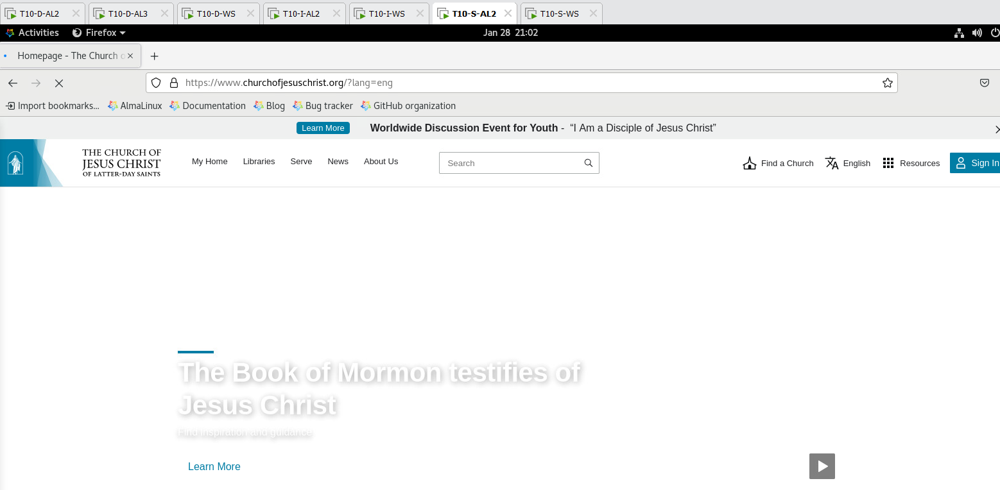 T10-D-AL2 T10-D-AL3 T10-D-WS T10-I-AL2 T10-I-WS T10-S-AL2 T10-S-WS
Activities Firefox Jan 28 21:02
Homepage - The Church o
https://www.churchofjesuschrist.org/?lang=eng
Import bookmarks... AlmaLinux Documentation Blog Bug tracker GitHub organization
Learn More Worldwide Discussion Event for Youth - “I Am a Disciple of Jesus Christ”
THE CHURCH OF
JESUS CHRIST
OF LATTER-DAY SAINTS
My Home Libraries Serve News About Us Search Find a Church English Resources Sign In
The Book of Mormon testifies of
Jesus Christ
Find inspiration and guidance
Learn More